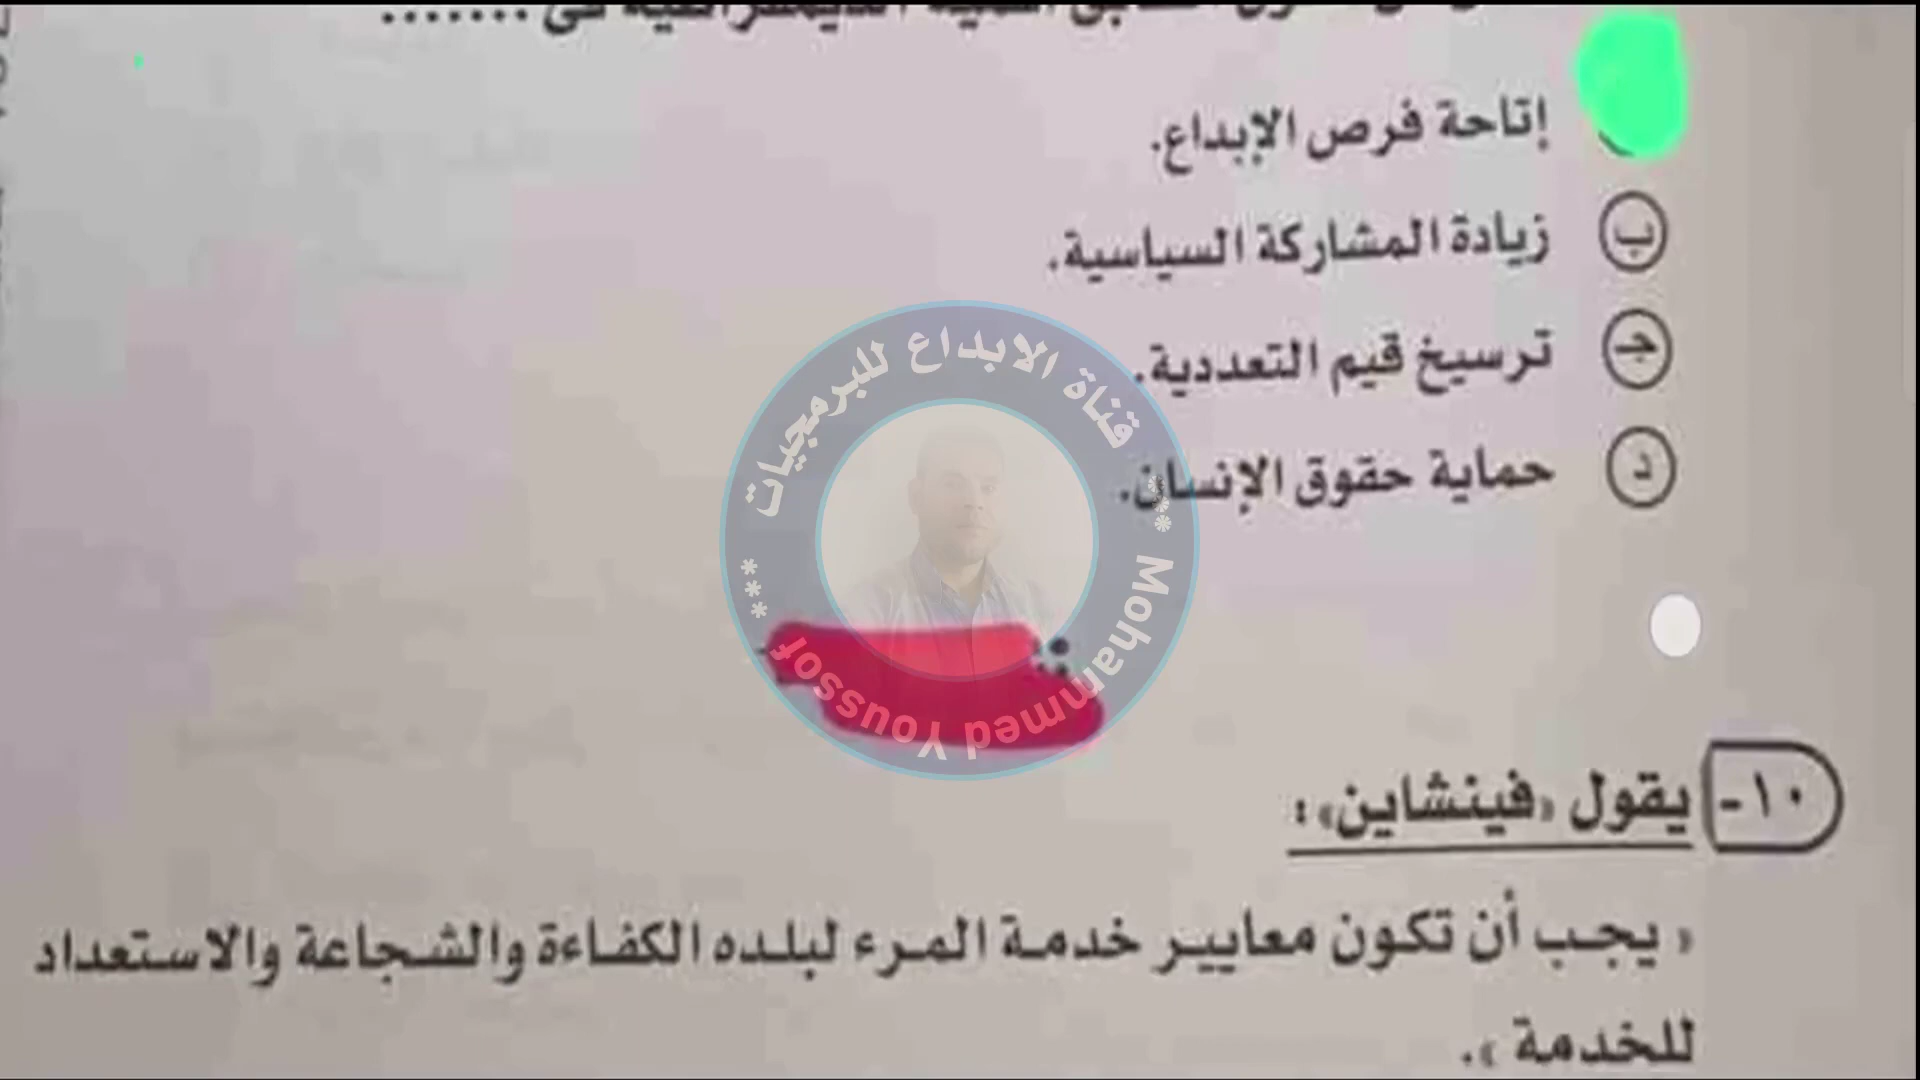 إتاحة فرص الإبداع.
ب زيادة المشاركة السياسية.
جـ ترسيخ قيم التعددية.
د حماية حقوق الإنسان.
قناة الابداع للبرمجيات
*** Mohammed Youssof ***
١٠- يقول «فينشاين»:
« يجب أن تكون معايير خدمة المرء لبلده الكفاءة والشجاعة والاستعداد
للخدمة ».